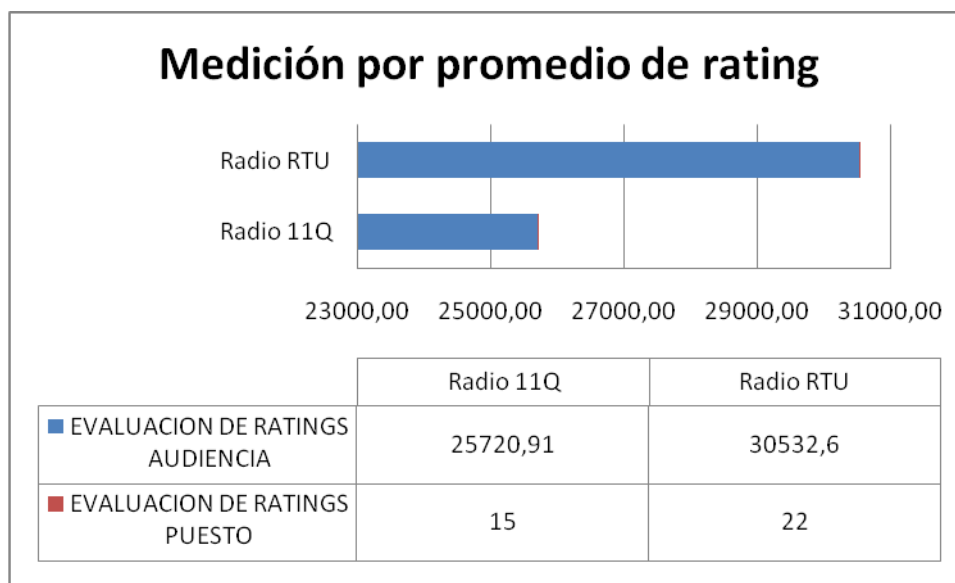 Medición por promedio de rating
Radio RTU
Radio 11Q
23000,00 25000,00 27000,00 29000,00 31000,00
Radio 11Q Radio RTU
EVALUACION DE RATINGS
AUDIENCIA
25720,91 30532,6
EVALUACION DE RATINGS
PUESTO
15 22